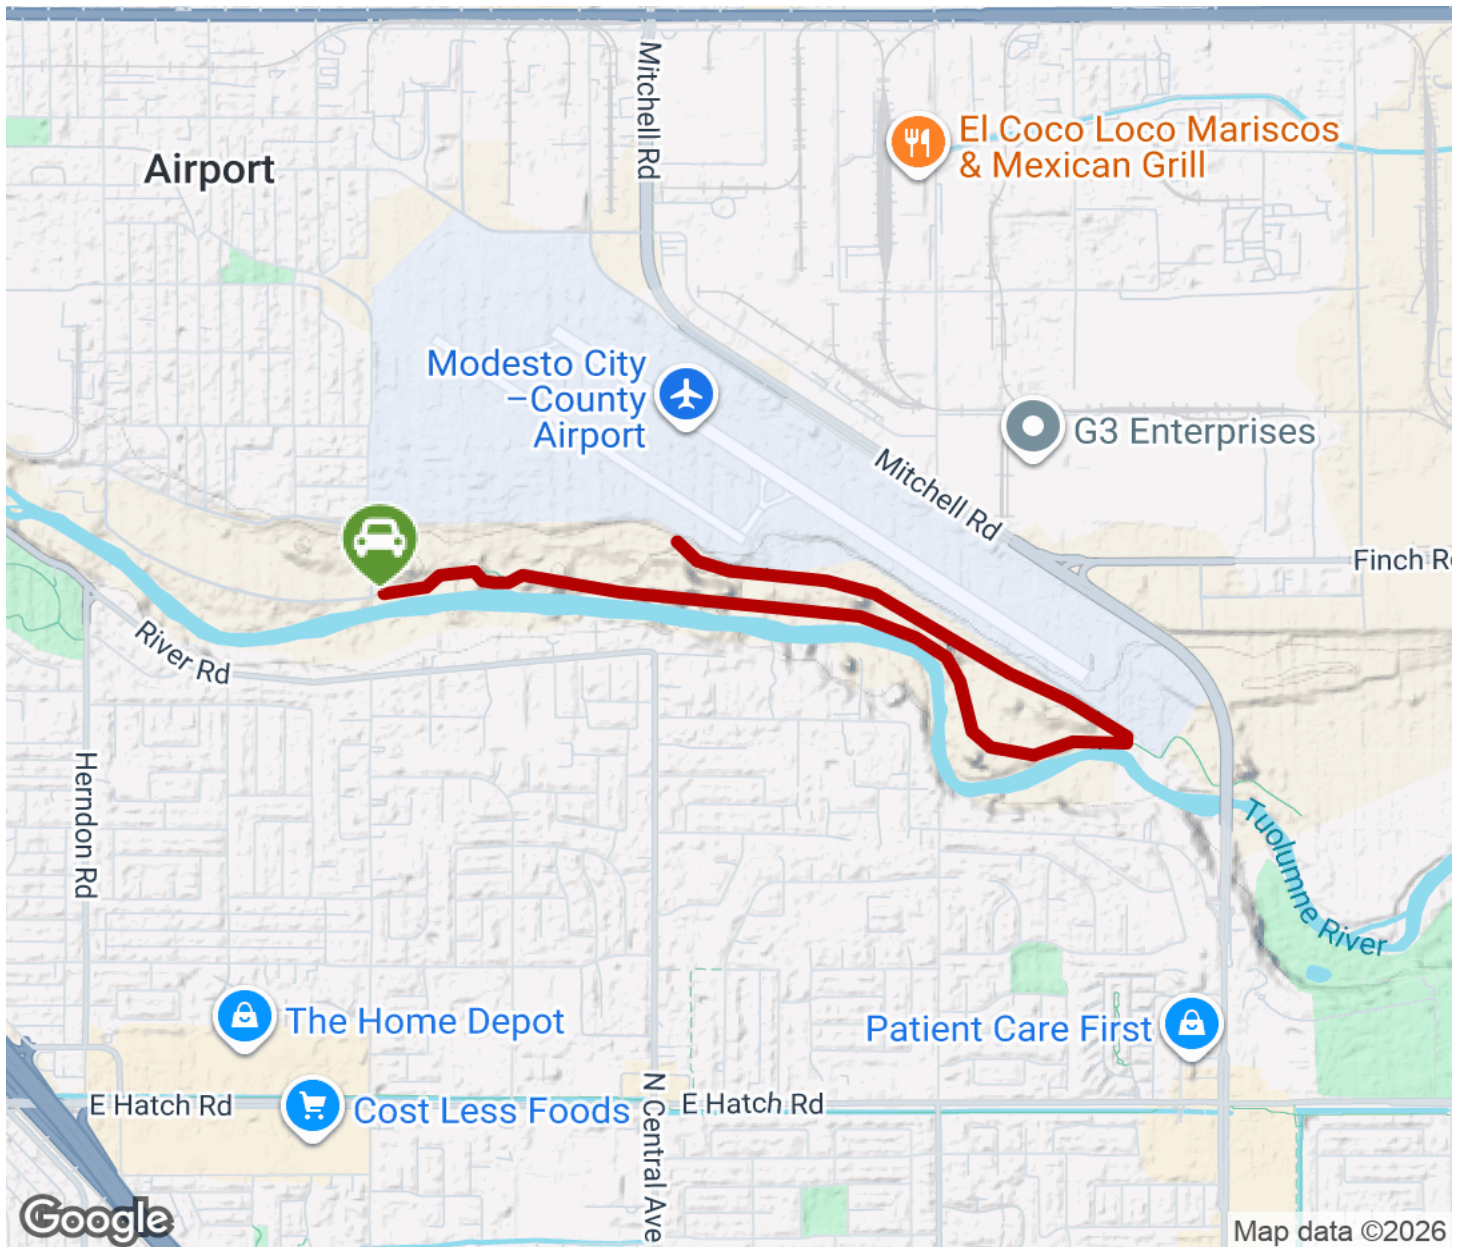 Mitchell Rd
El Coco Loco Mariscos
& Mexican Grill
Airport
Modesto City
–County
Airport
G3 Enterprises
Mitchell Rd
Finch R
River Rd
Herndon Rd
Tuolumne River
The Home Depot
Patient Care First
E Hatch Rd
Cost Less Foods
E Hatch Rd
N Central Ave
Google
Map data ©2026